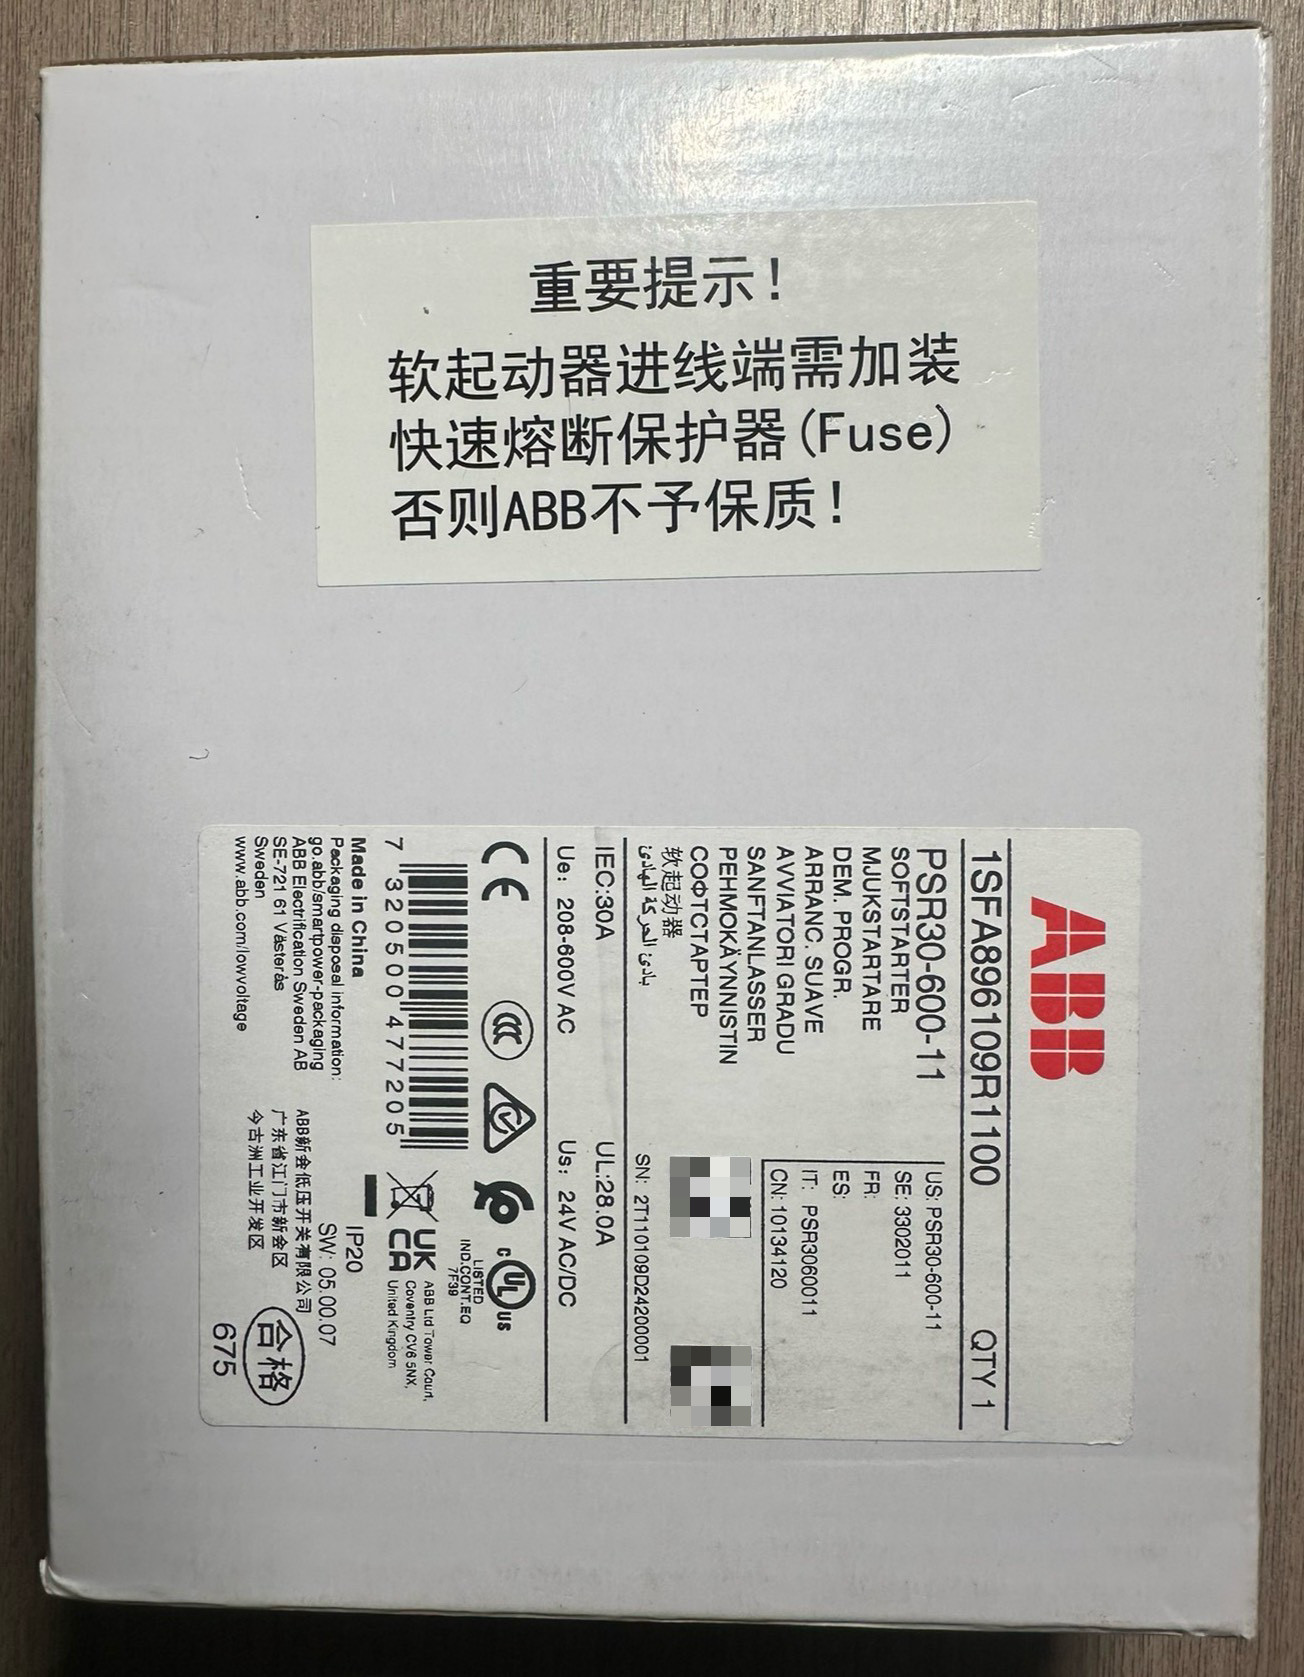 重要提示！
软起动器进线端需加装
快速熔断保护器(Fuse)
否则ABB不予保质！
ABB
1SFA896109R1100
QTY 1
PSR30-600-11
SOFTSTARTER
MJUKSTARTARE
DEM. PROGR.
ARRANC. SUAVE
AVVIATORI GRADU
SANFTANLASSER
PEHMOKÄYNNISTIN
СОФТСТАРТЕР
软起动器
بادئ الحركة الهادئ
US: PSR30-600-11
SE: 3302011
FR:
ES:
IT: PSR3060011
CN: 10134120
SN: 2T110109D24200001
IEC:30A
UL:28.0A
Ue: 208-600V AC
Us: 24V AC/DC
CE
CCC
C UL US
LISTED
IND.CONT.EQ
7F39
7 320500 477205
UK
CA
ABB Ltd Tower Court,
Coventry CV6 5NX,
United Kingdom
Made in China
IP20
Packaging disposal information:
go.abb/smartpower-packaging
SW: 05.00.07
ABB Electrification Sweden AB
SE-721 61 Västerås
Sweden
www.abb.com/lowvoltage
ABB新会低压开关有限公司
广东省江门市新会区
今古洲工业开发区
合格
675